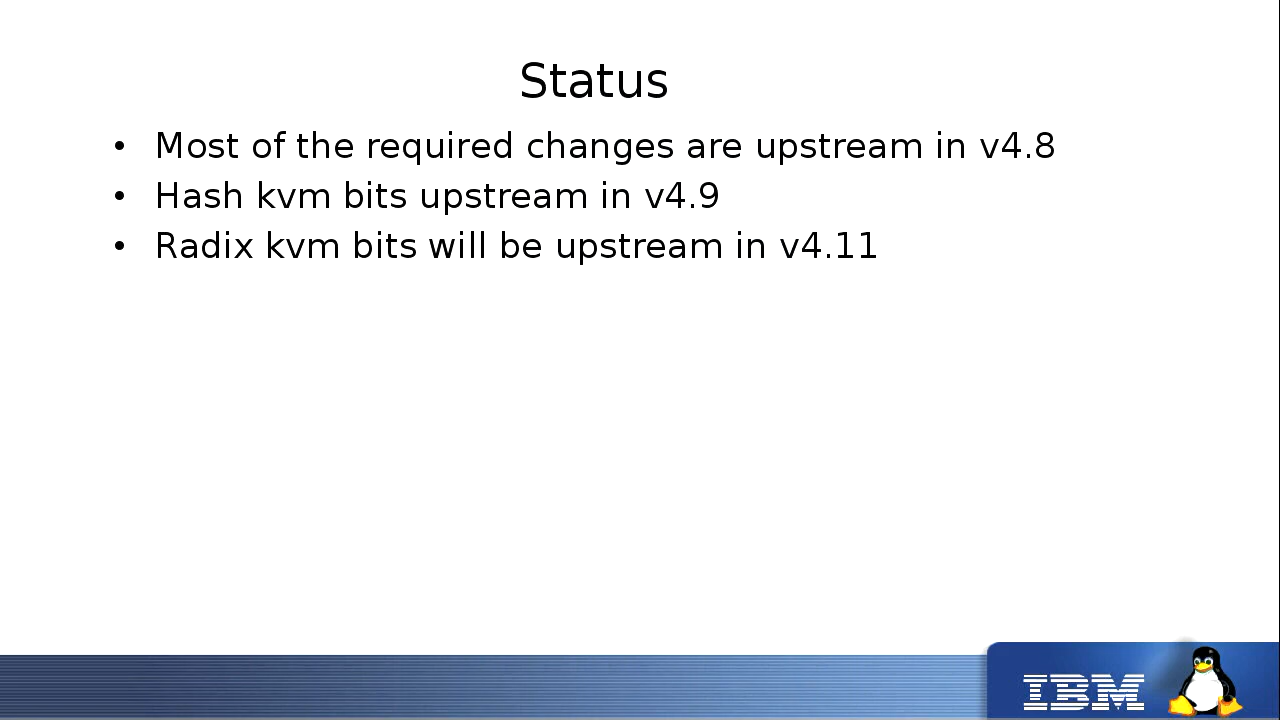 Status
• Most of the required changes are upstream in v4.8
• Hash kvm bits upstream in v4.9
• Radix kvm bits will be upstream in v4.11
IBM